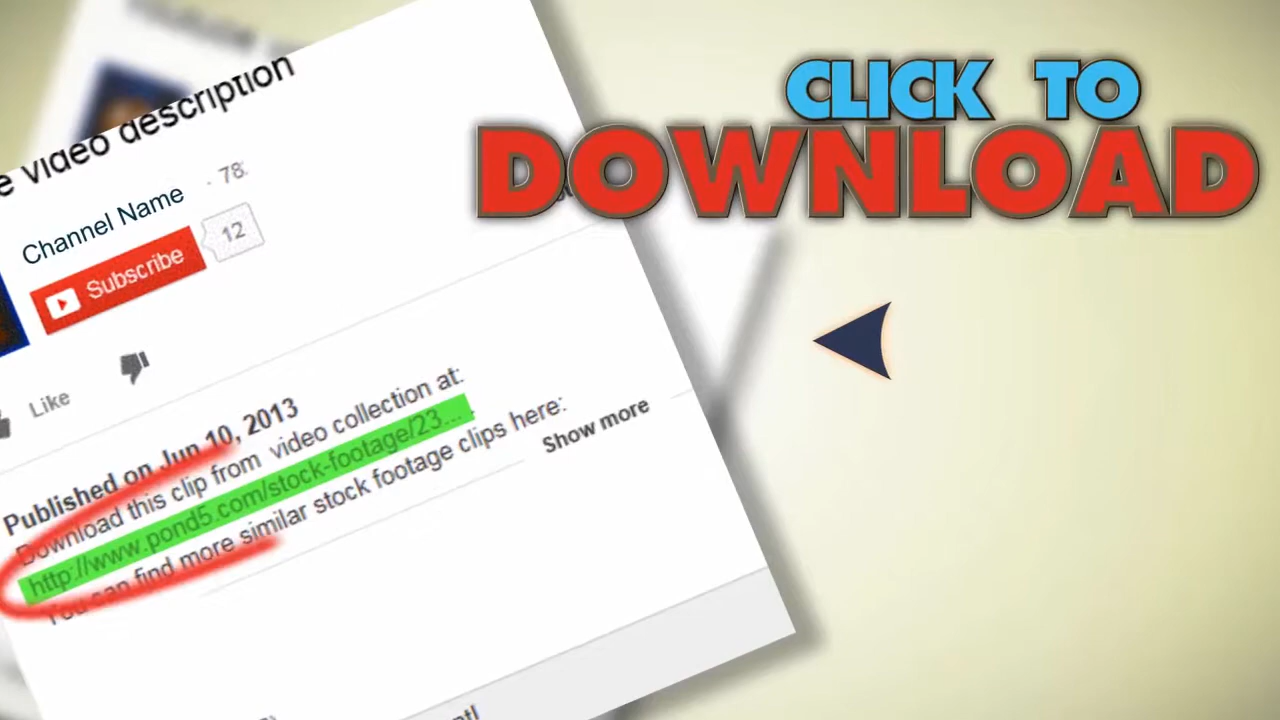 CLICK TO
DOWNLOAD
e video description
Channel Name
· 78
Subscribe
12
Like
Published on Jun 10, 2013
Download this clip from video collection at:
http://www.pond5.com/stock-footage/23...
You can find more similar stock footage clips here:
Show more